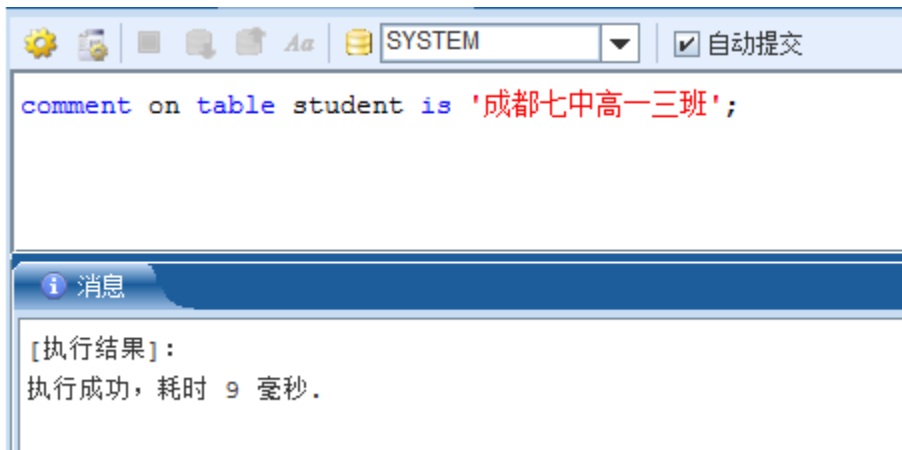 Aa SYSTEM 自动提交
comment on table student is '成都七中高一三班';
消息
[执行结果]:
执行成功，耗时 9 毫秒.